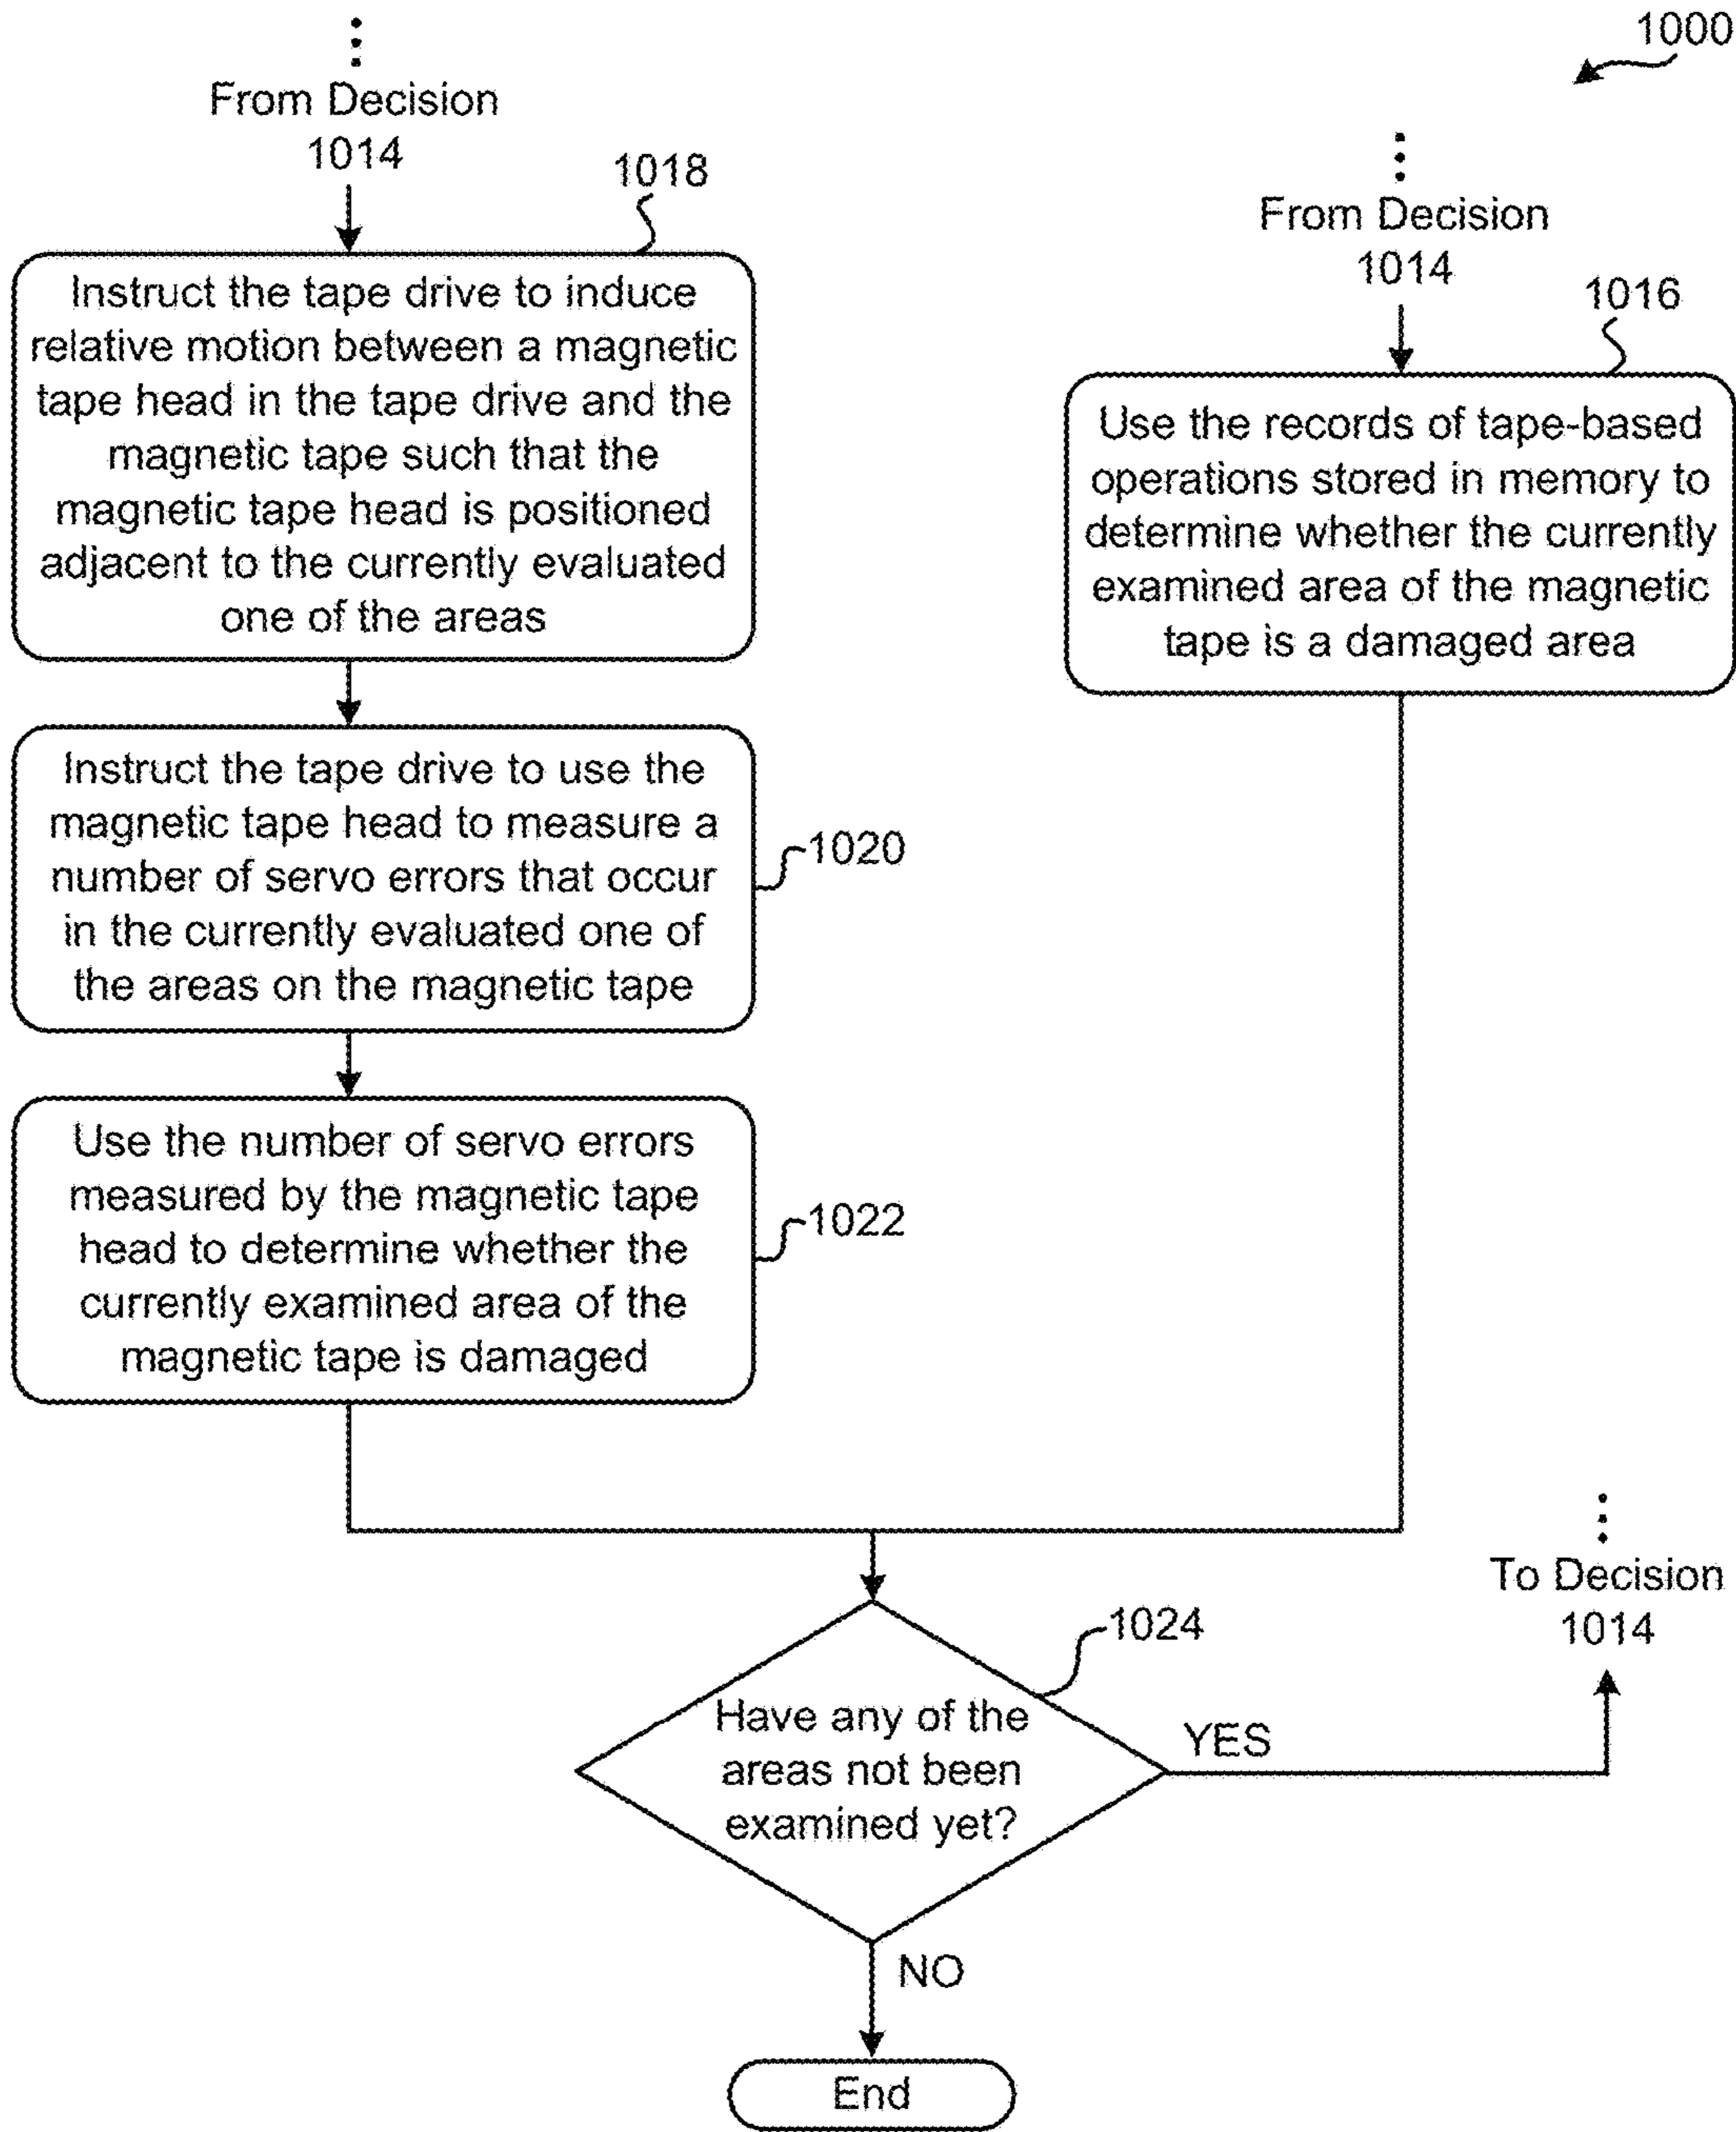 1000
From Decision
1014
1018
Instruct the tape drive to induce
relative motion between a magnetic
tape head in the tape drive and the
magnetic tape such that the
magnetic tape head is positioned
adjacent to the currently evaluated
one of the areas
From Decision
1014
1016
Use the records of tape-based
operations stored in memory to
determine whether the currently
examined area of the magnetic
tape is a damaged area
Instruct the tape drive to use the
magnetic tape head to measure a
number of servo errors that occur
in the currently evaluated one of
the areas on the magnetic tape
1020
Use the number of servo errors
measured by the magnetic tape
head to determine whether the
currently examined area of the
magnetic tape is damaged
1022
To Decision
1014
1024
Have any of the
areas not been
examined yet?
YES
NO
End